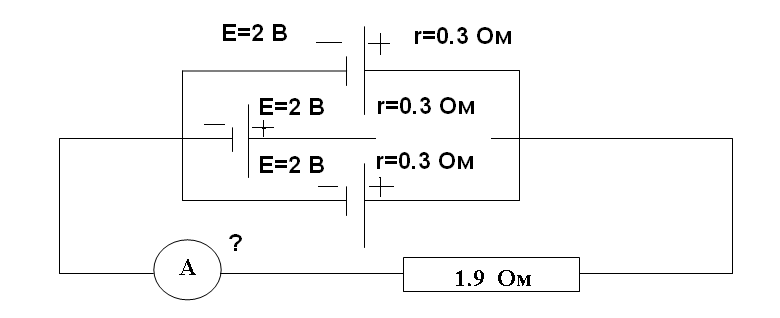 E=2 В r=0.3 Ом
E=2 В r=0.3 Ом
E=2 В r=0.3 Ом
?
А
1.9 Ом